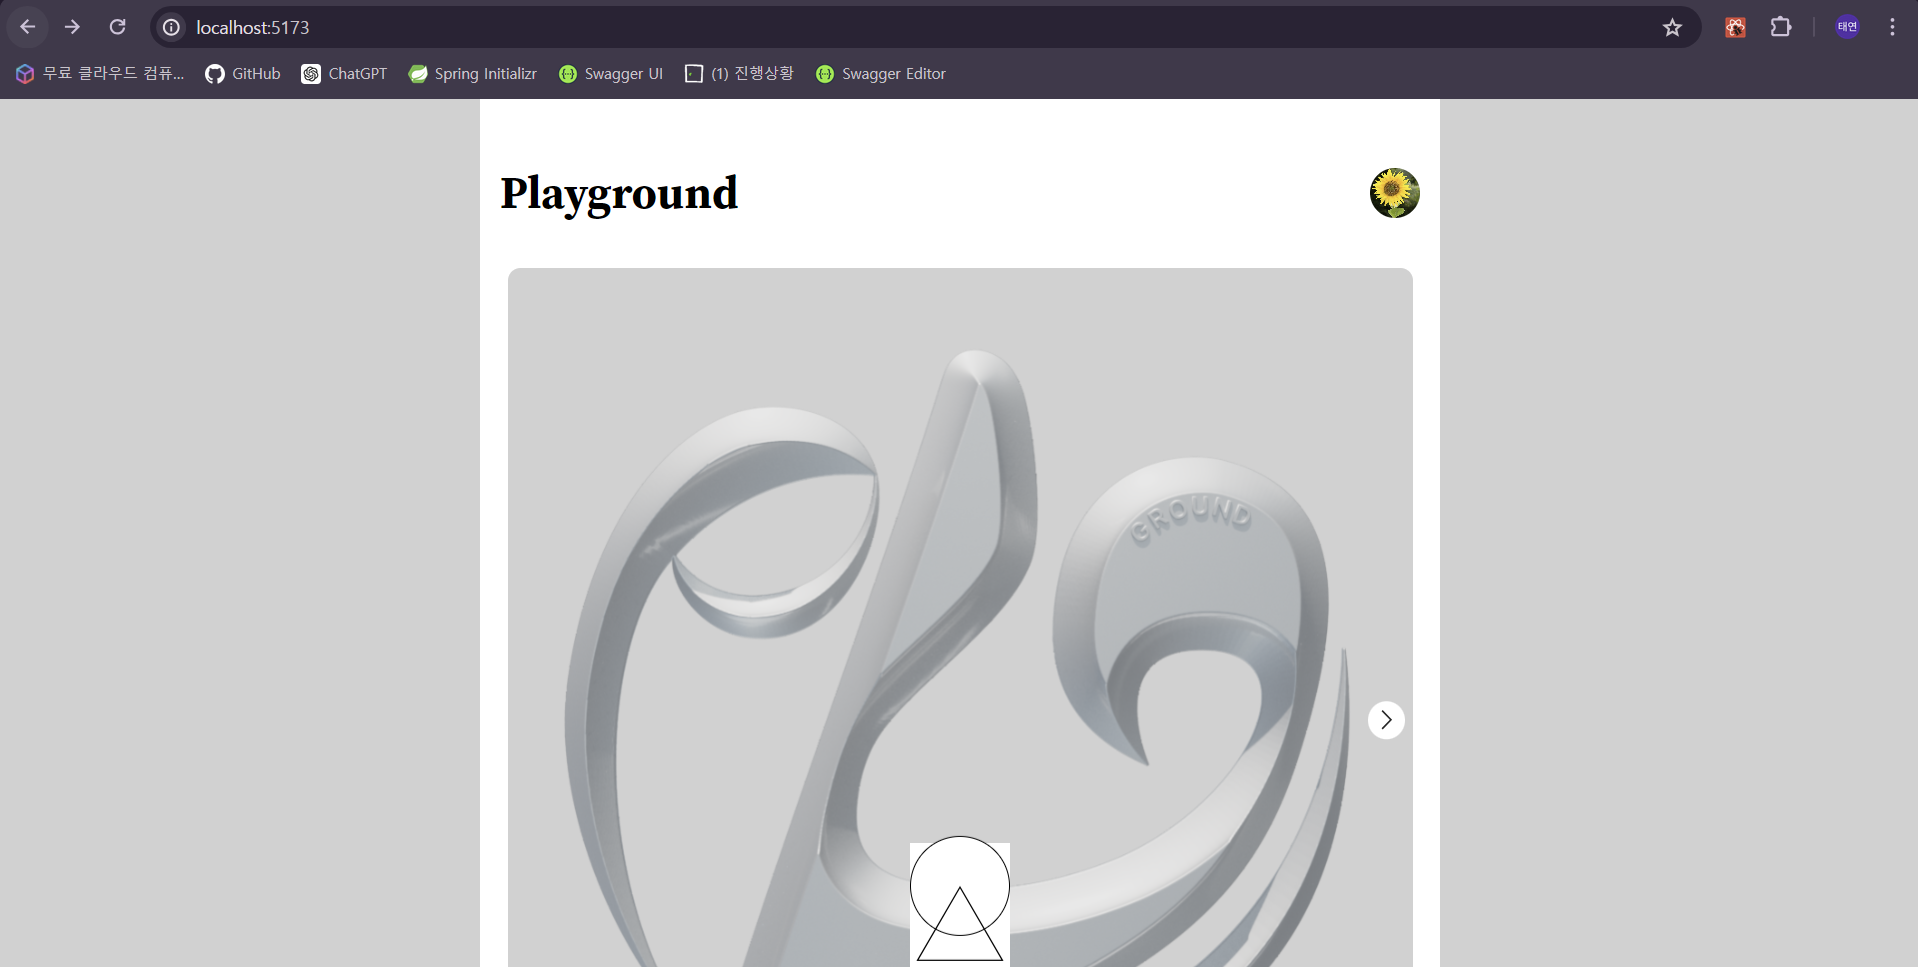 localhost:5173
태연
무료 클라우드 컴퓨...
GitHub
ChatGPT
Spring Initializr
Swagger UI
(1) 진행상황
Swagger Editor
Playground
GROUND